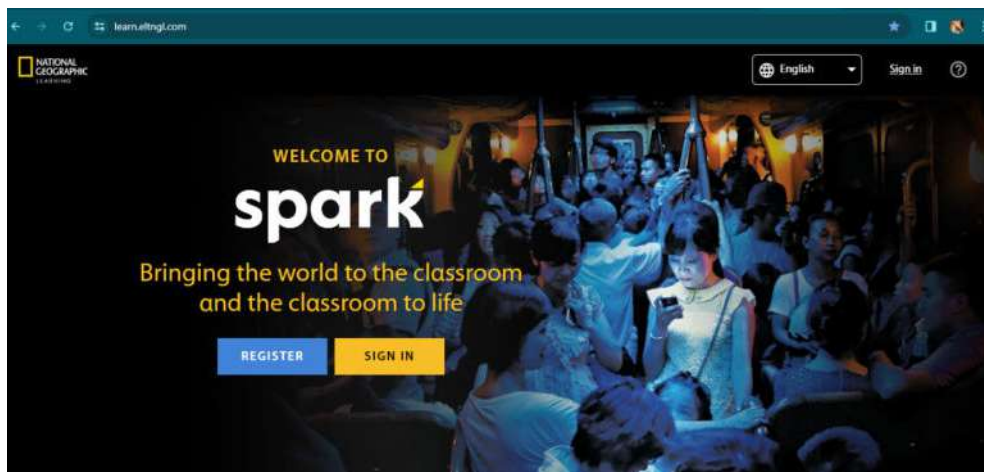 learn.eltngl.com
NATIONAL
GEOGRAPHIC
LEARNING
English
Sign in
WELCOME TO
spark
Bringing the world to the classroom
and the classroom to life
REGISTER
SIGN IN